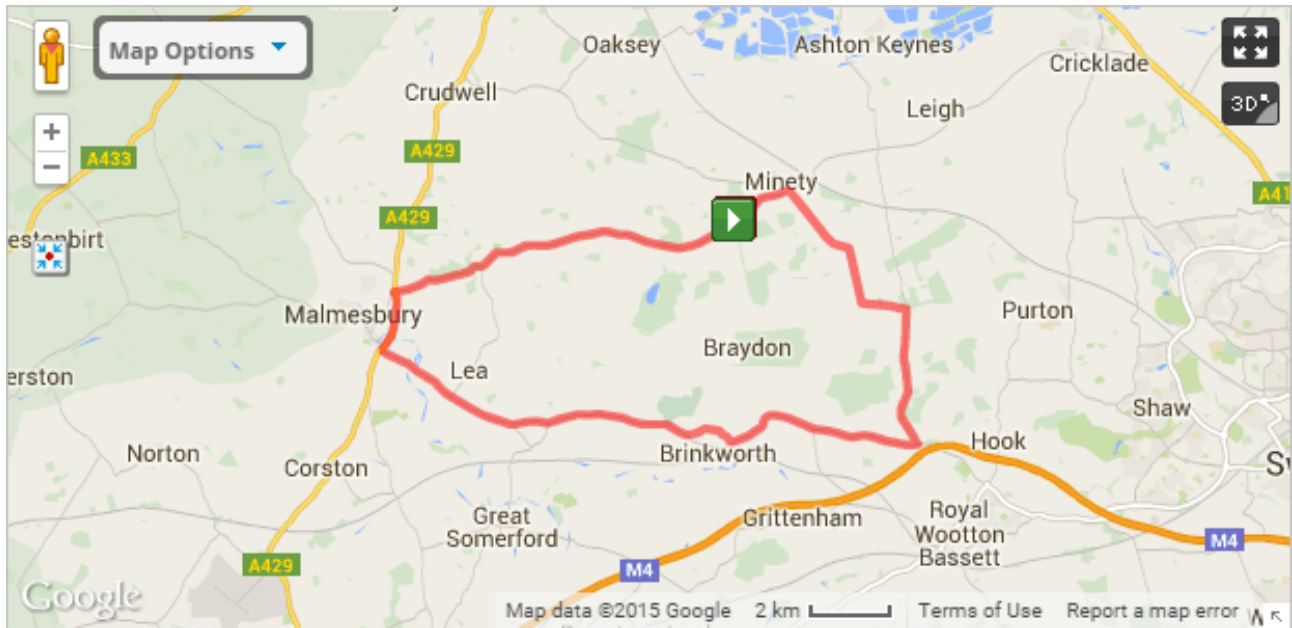 Map Options
Oaksey
Ashton Keynes
Cricklade
3D
Crudwell
Leigh
A433
A429
Minety
A41
A429
estonbirt
Malmesbury
Purton
Braydon
erston
Lea
Shaw
Norton
Brinkworth
Hook
Corston
Sw
Great
Somerford
Grittenham
Royal
Wootton
Bassett
M4
A429
M4
Google
Map data ©2015 Google
2 km
Terms of Use
Report a map error